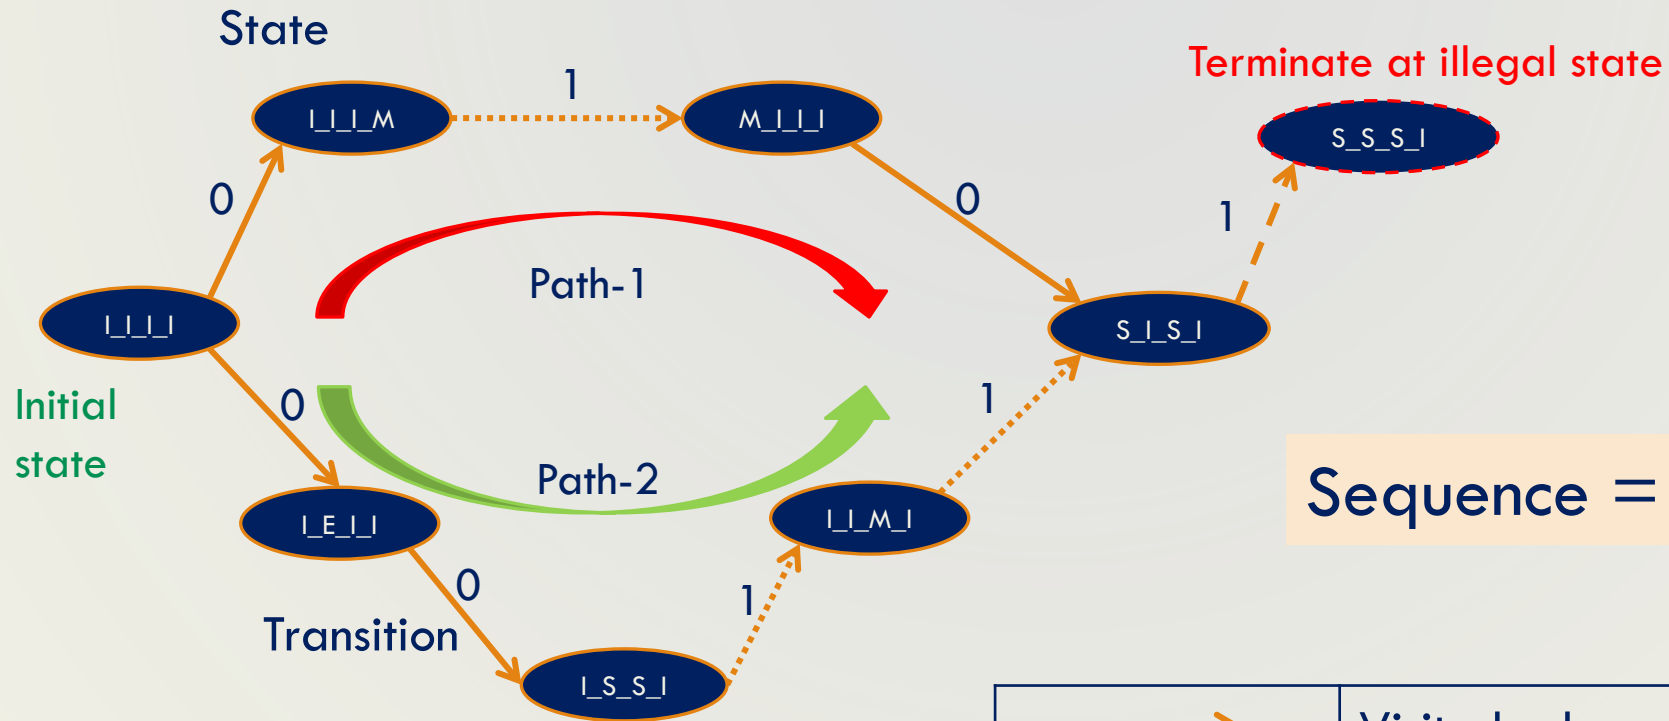 State
Terminate at illegal state
1
I_I_I_M
M_I_I_I
S_S_S_I
0
0
1
Path-1
I_I_I_I
S_I_S_I
Initial
state
0
1
Path-2
Sequence =
I_E_I_I
I_I_M_I
0
1
Transition
I_S_S_I